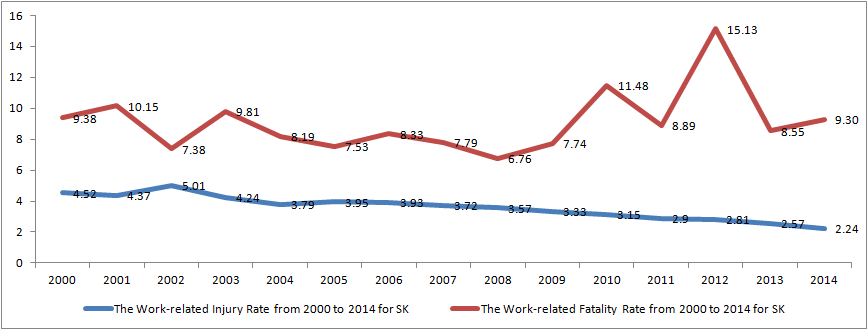 16
14
12
10
8
6
4
2
0
9.38 10.15 7.38 9.81 8.19 7.53 8.33 7.79 6.76 7.74 11.48 8.89 15.13 8.55 9.30
4.52 4.37 5.01 4.24 3.79 3.95 3.93 3.72 3.57 3.33 3.15 2.9 2.81 2.57 2.24
2000 2001 2002 2003 2004 2005 2006 2007 2008 2009 2010 2011 2012 2013 2014
The Work-related Injury Rate from 2000 to 2014 for SK The Work-related Fatality Rate from 2000 to 2014 for SK